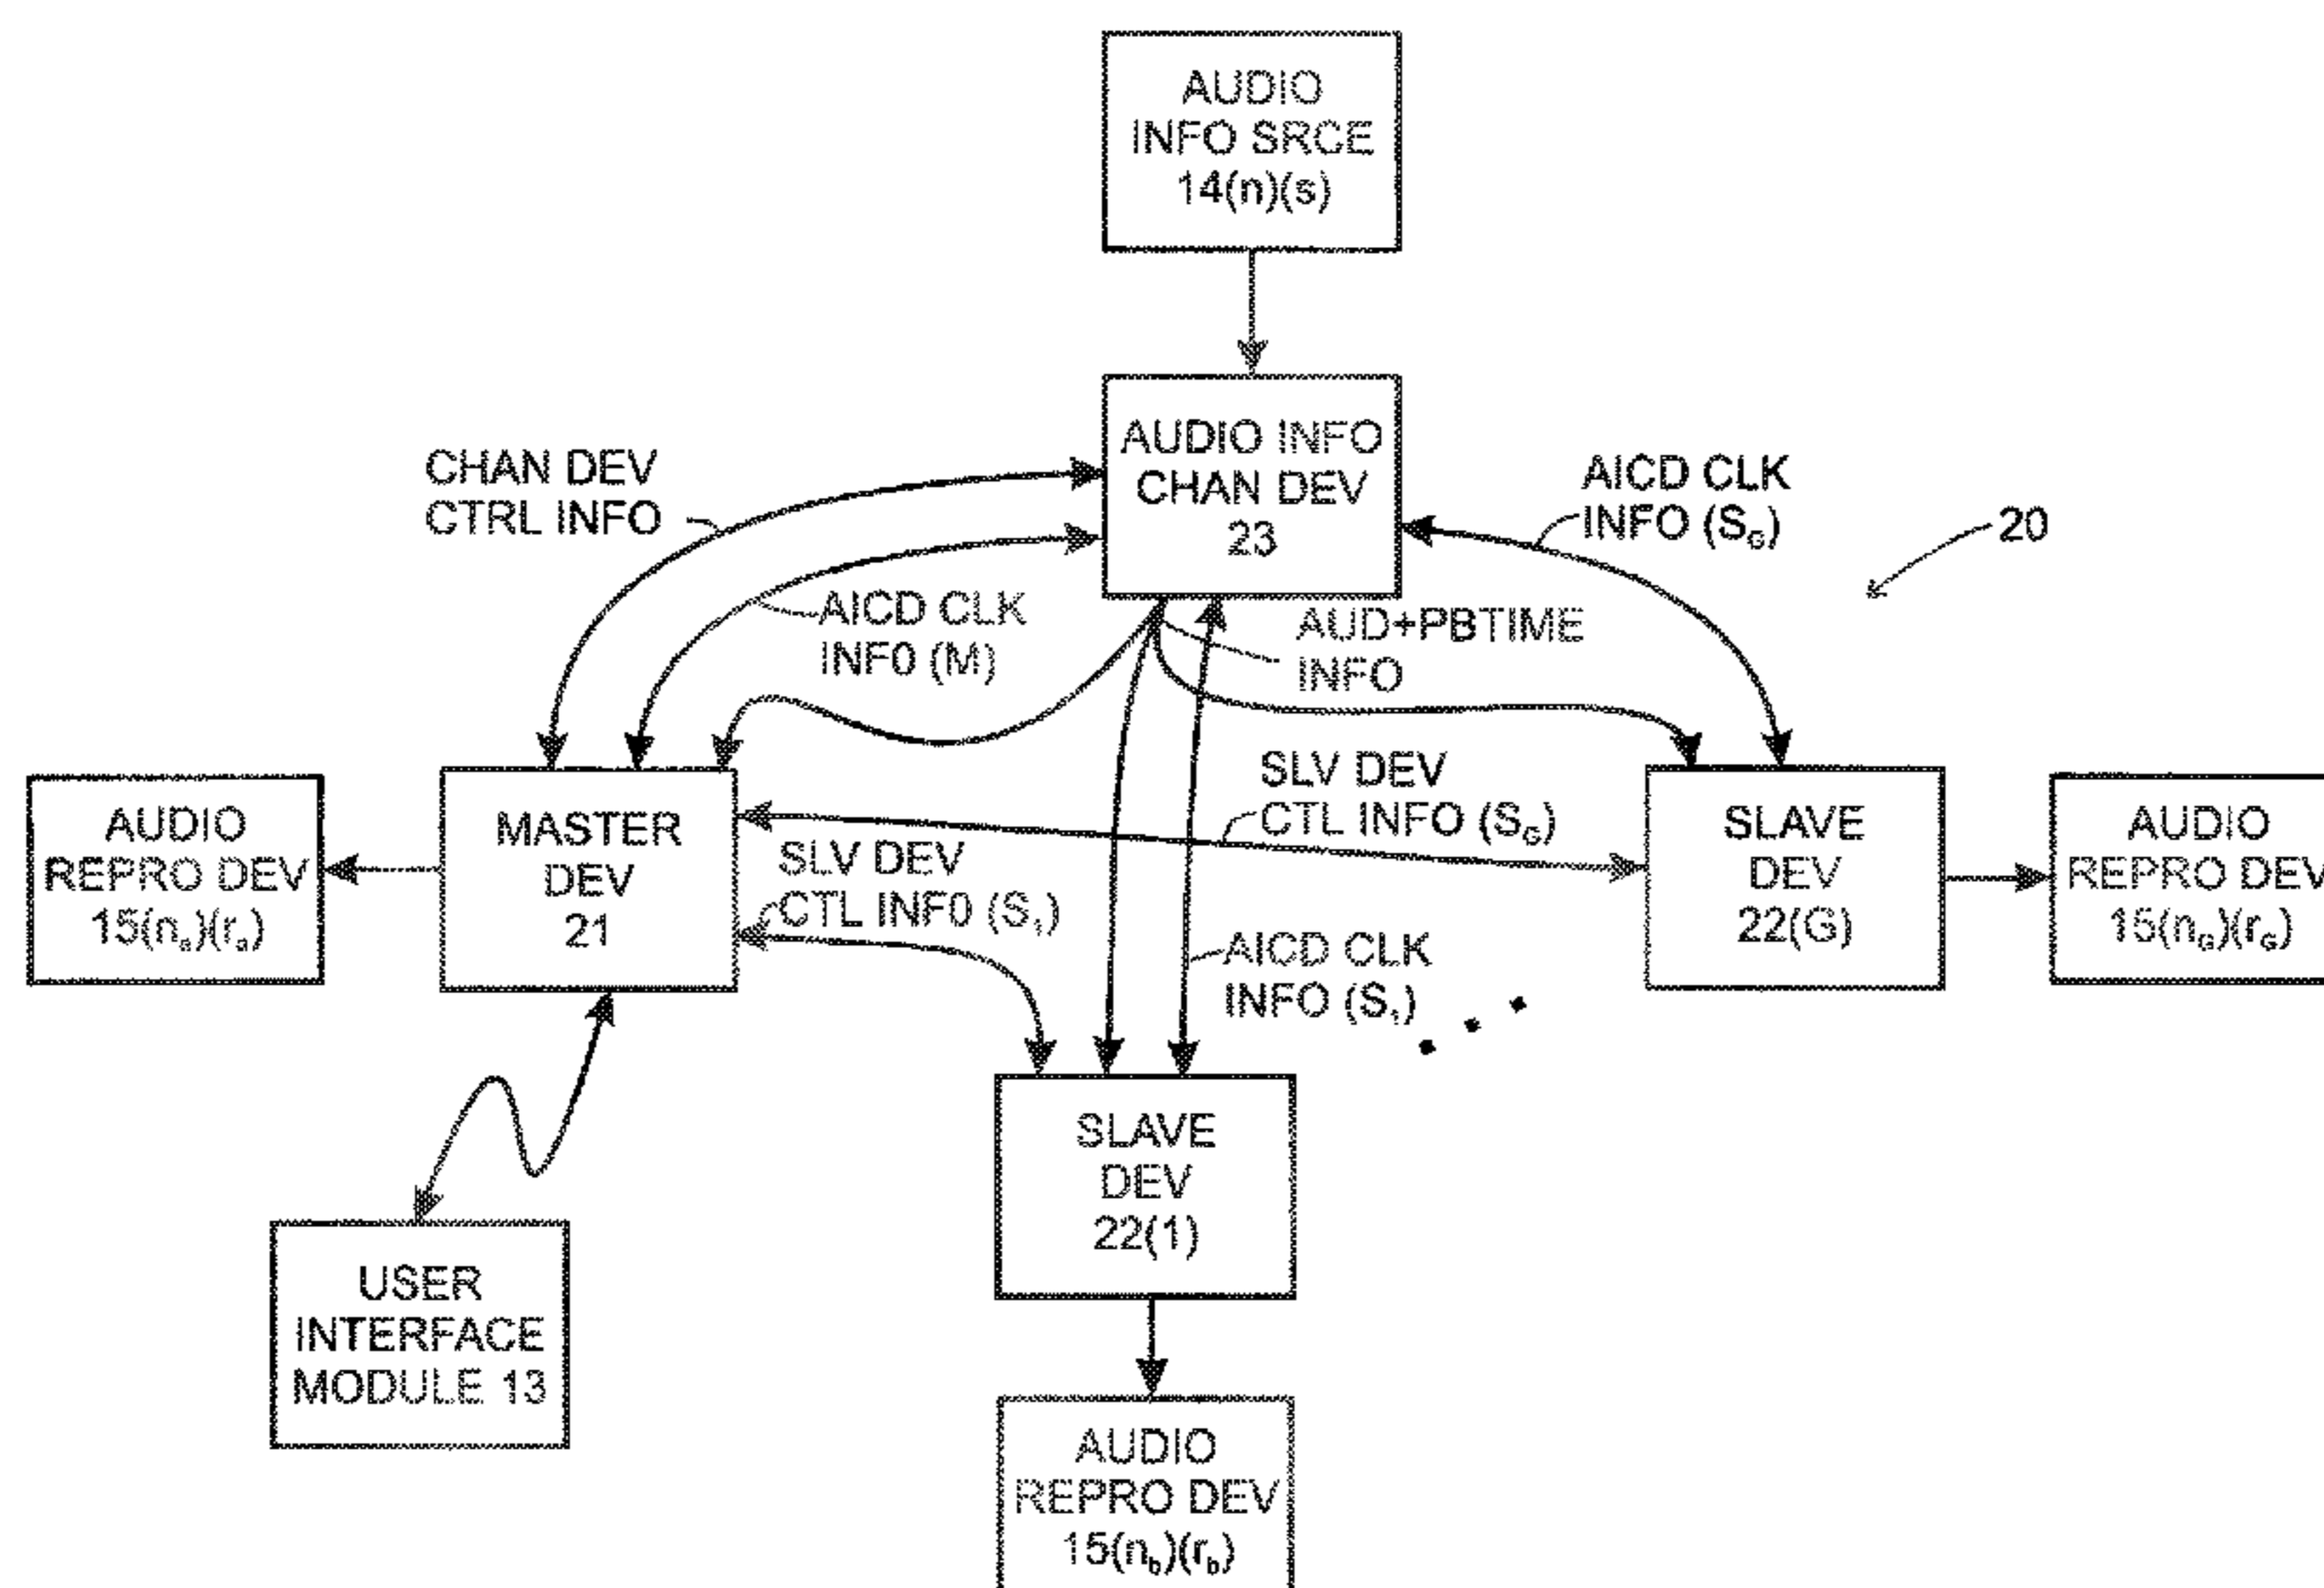 AUDIO
INFO SRCE
14(n)(s)
AUDIO INFO
CHAN DEV
23
CHAN DEV
CTRL INFO
AICD CLK
INFO (S_G)
20
AICD CLK
INF0 (M)
AUD+PBTIME
INFO
AUDIO
REPRO DEV
15(n_a)(r_a)
MASTER
DEV
21
SLV DEV
CTL INFO (S_G)
SLV DEV
CTL INF0 (S_1)
SLAVE
DEV
22(G)
AUDIO
REPRO DEV
15(n_G)(r_G)
AICD CLK
INFO (S_1)
SLAVE
DEV
22(1)
USER
INTERFACE
MODULE 13
AUDIO
REPRO DEV
15(n_b)(r_b)